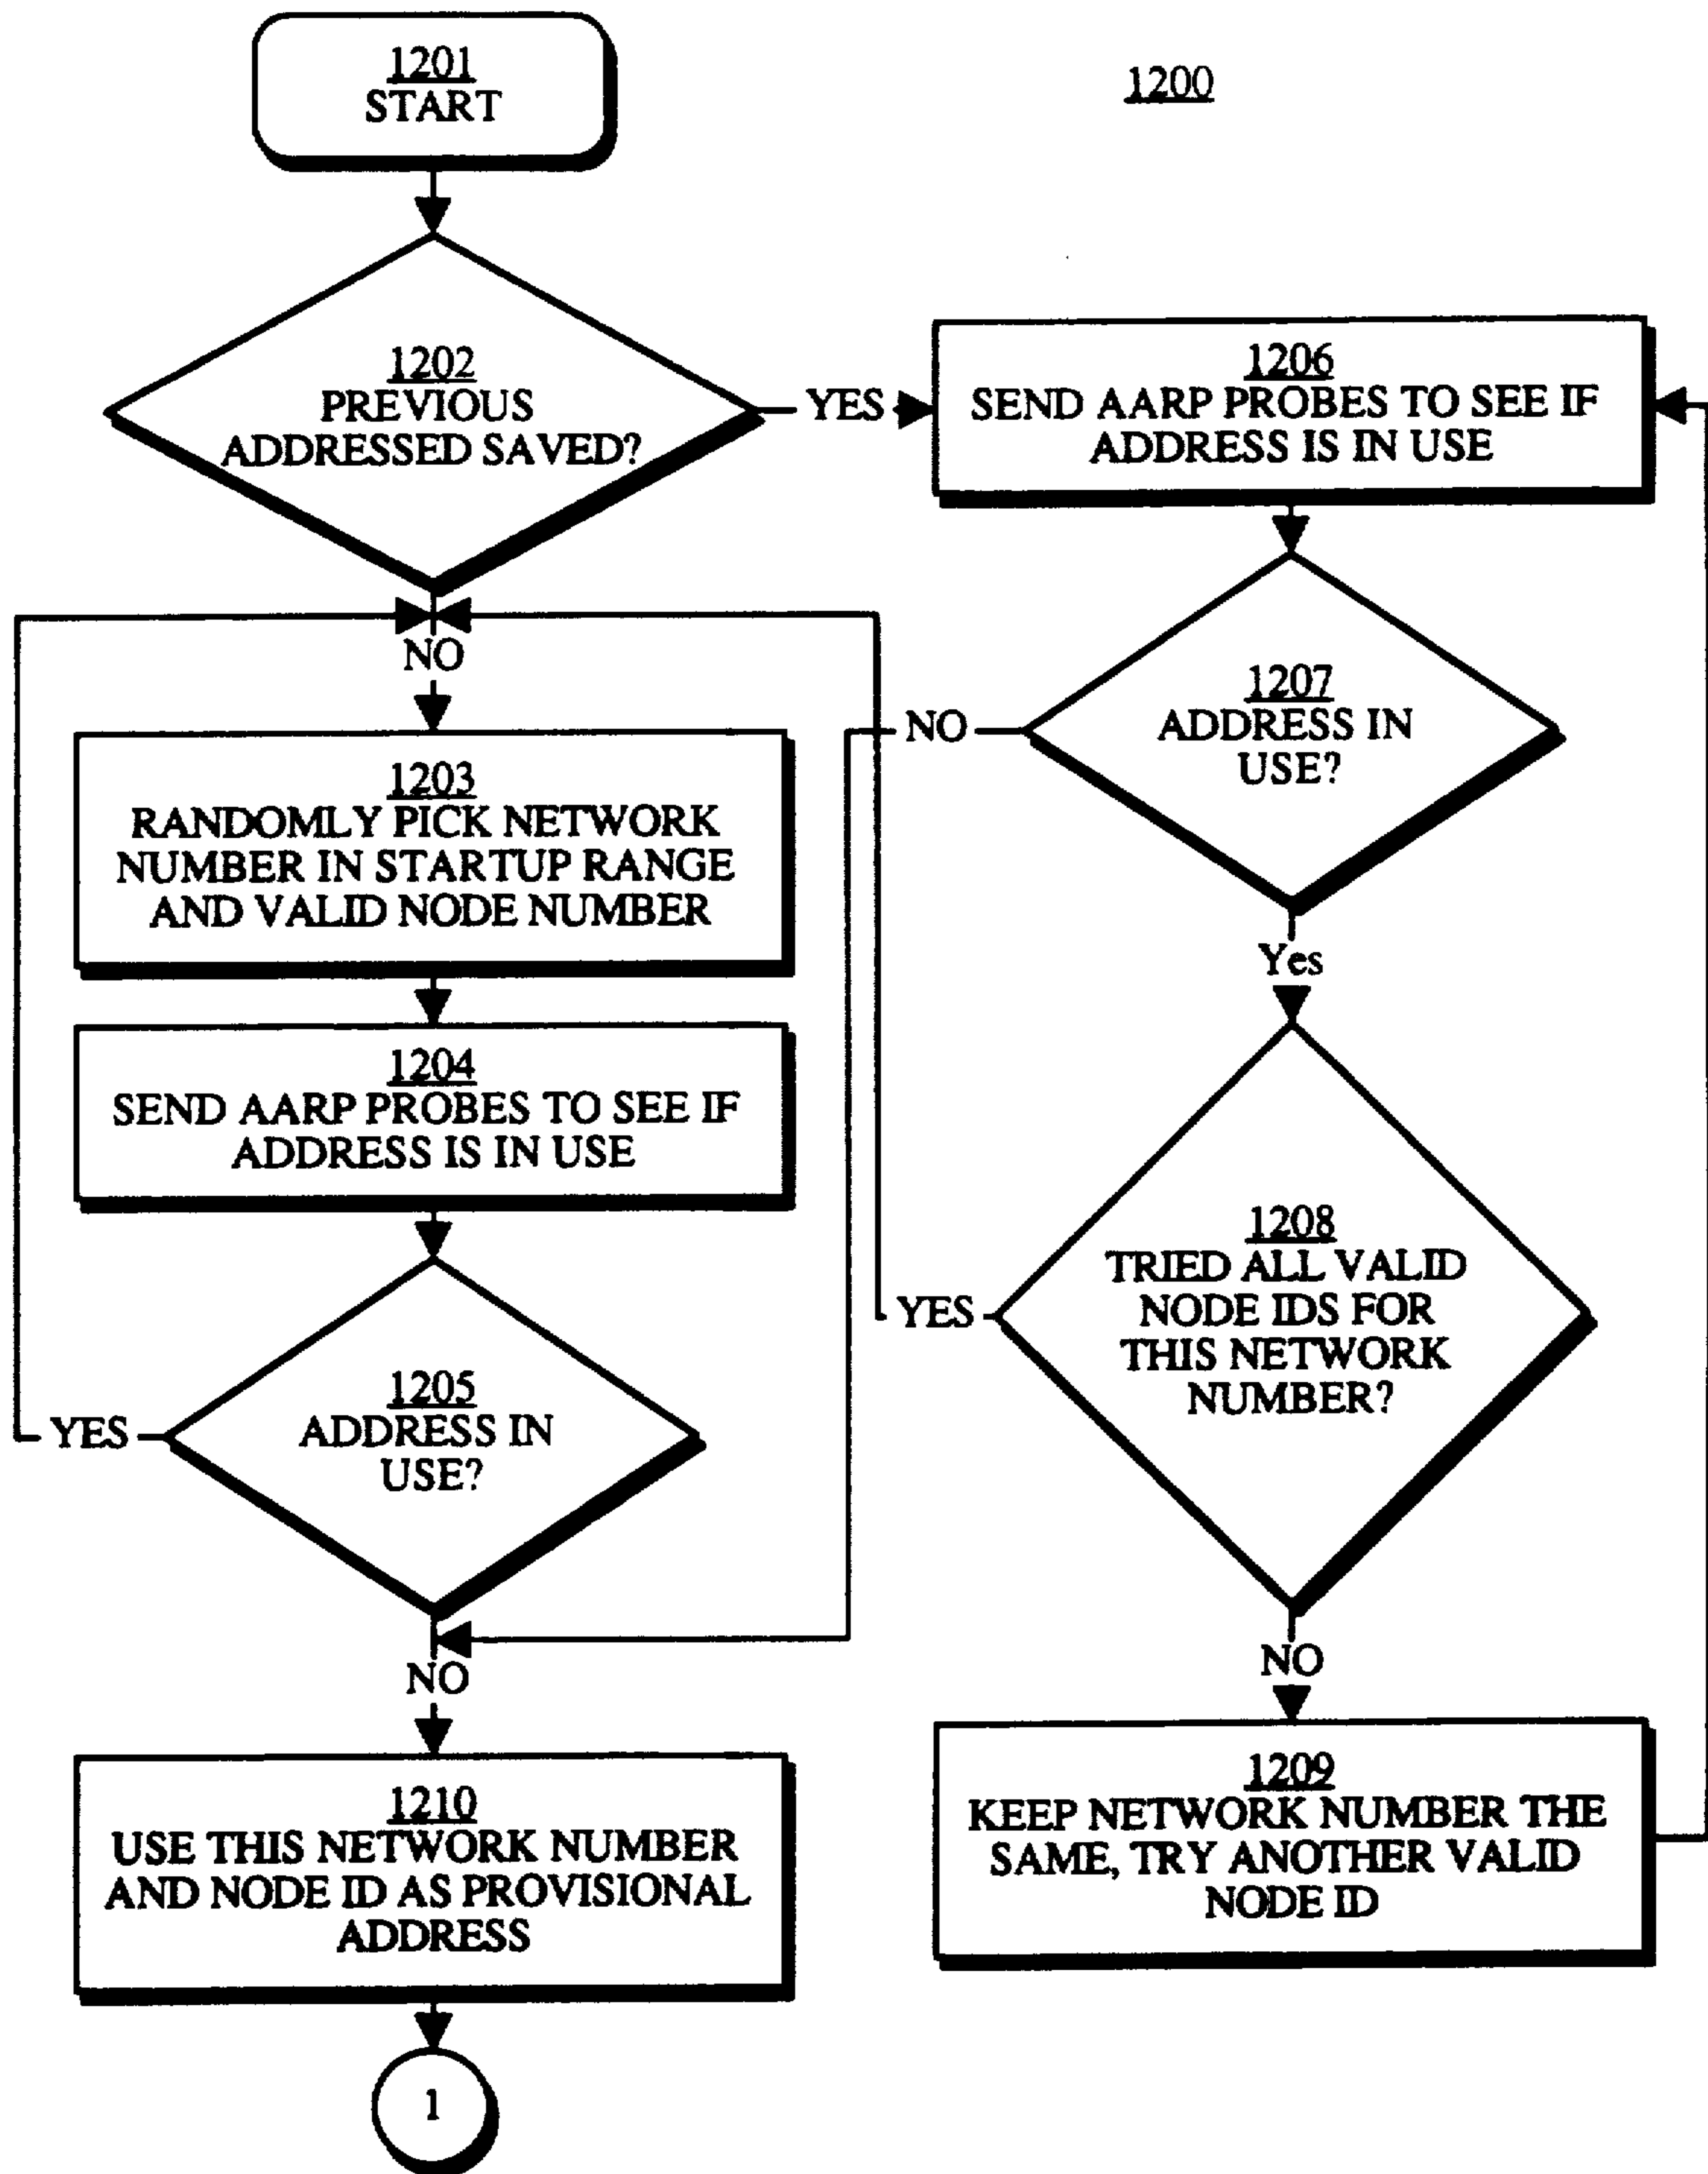 1201
START
1200
1202
PREVIOUS
ADDRESSED SAVED?
YES
NO
1203
RANDOMLY PICK NETWORK
NUMBER IN STARTUP RANGE
AND VALID NODE NUMBER
1204
SEND AARP PROBES TO SEE IF
ADDRESS IS IN USE
1205
ADDRESS IN
USE?
YES
NO
1206
SEND AARP PROBES TO SEE IF
ADDRESS IS IN USE
1207
ADDRESS IN
USE?
NO
Yes
1208
TRIED ALL VALID
NODE IDS FOR
THIS NETWORK
NUMBER?
YES
NO
1209
KEEP NETWORK NUMBER THE
SAME, TRY ANOTHER VALID
NODE ID
1210
USE THIS NETWORK NUMBER
AND NODE ID AS PROVISIONAL
ADDRESS
1